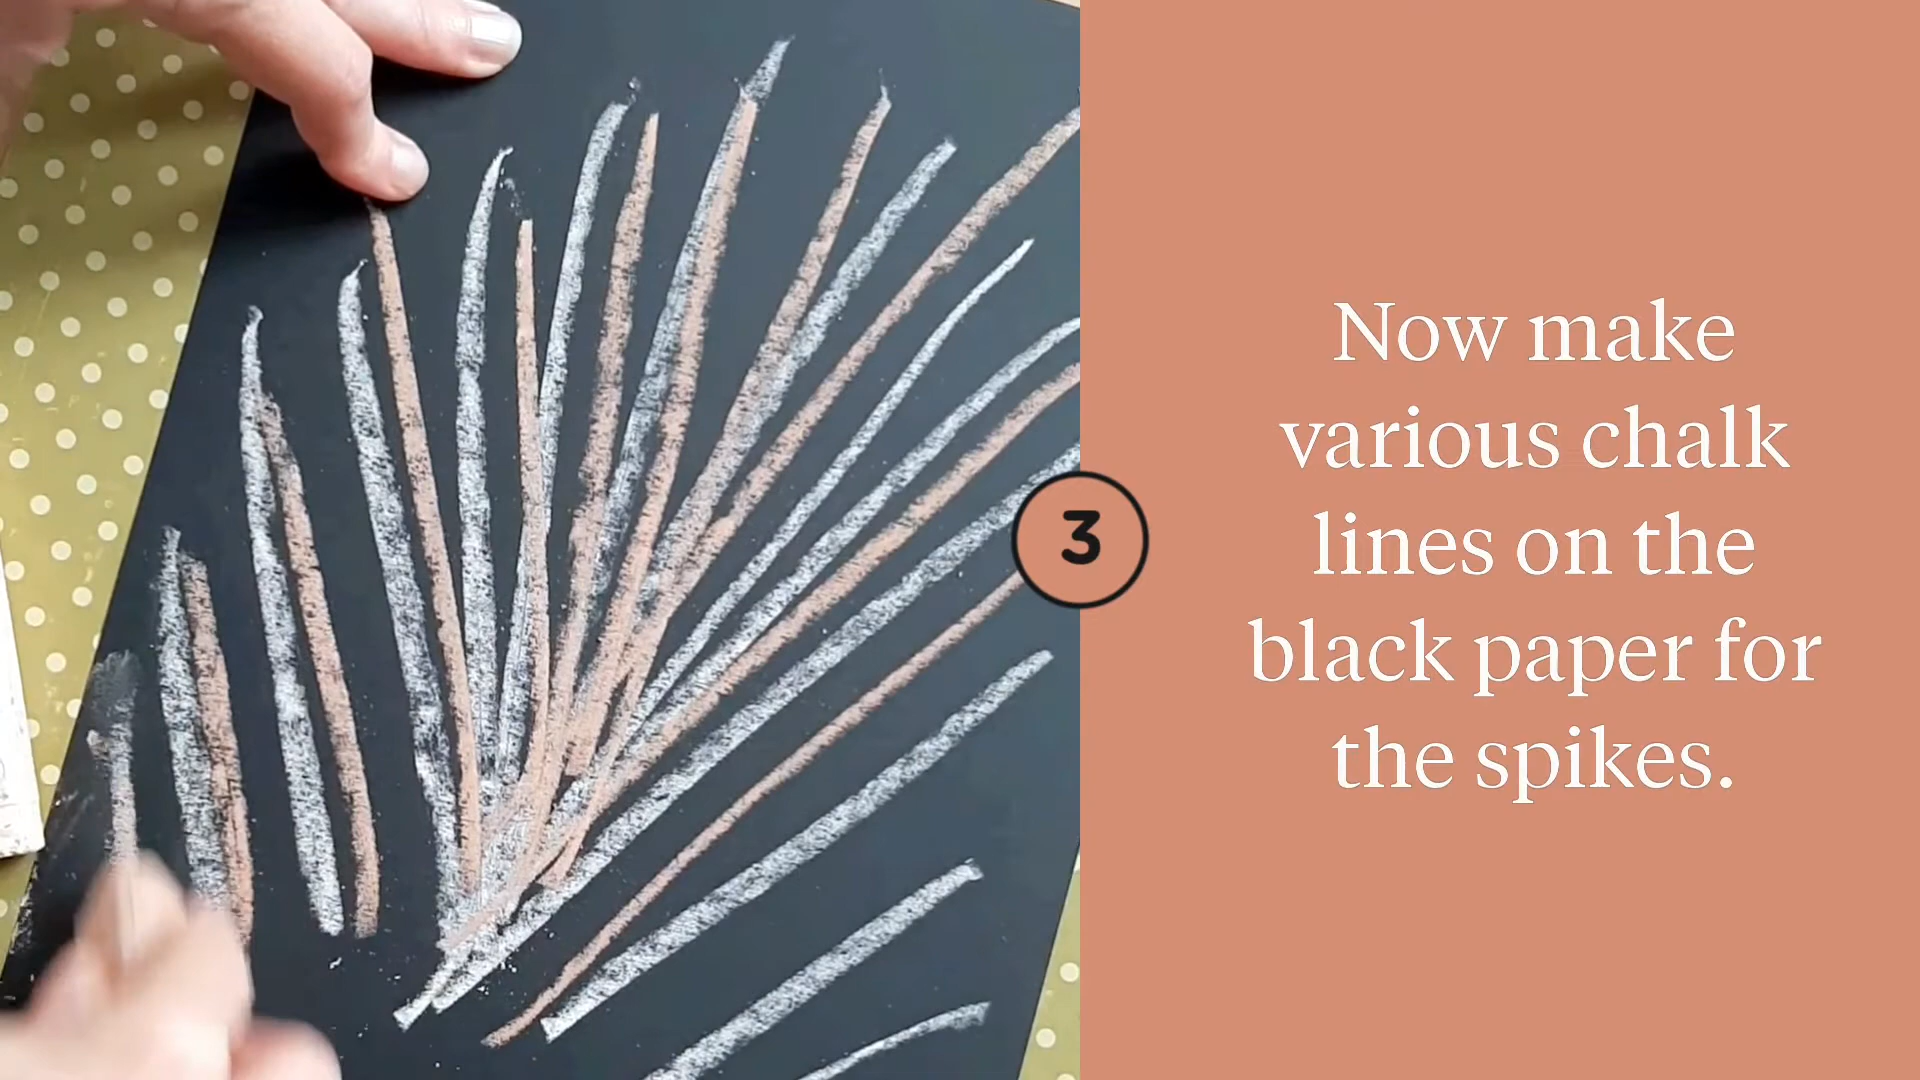 3
Now make
various chalk
lines on the
black paper for
the spikes.